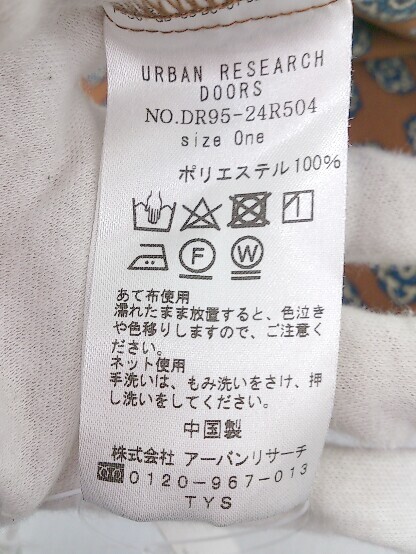 URBAN RESEARCH
DOORS
NO.DR95-24R504
size One
ポリエステル100%
F W
あて布使用
濡れたまま放置すると、色泣き
や色移りしますので、ご注意く
ださい。
ネット使用
手洗いは、もみ洗いをさけ、押
し洗いをしてください。
中国製
株式会社 アーバンリサーチ
0120-967-013
TYS